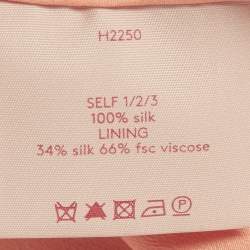 H2250
SELF 1/2/3
100% silk
LINING
34% silk 66% fsc viscose
P